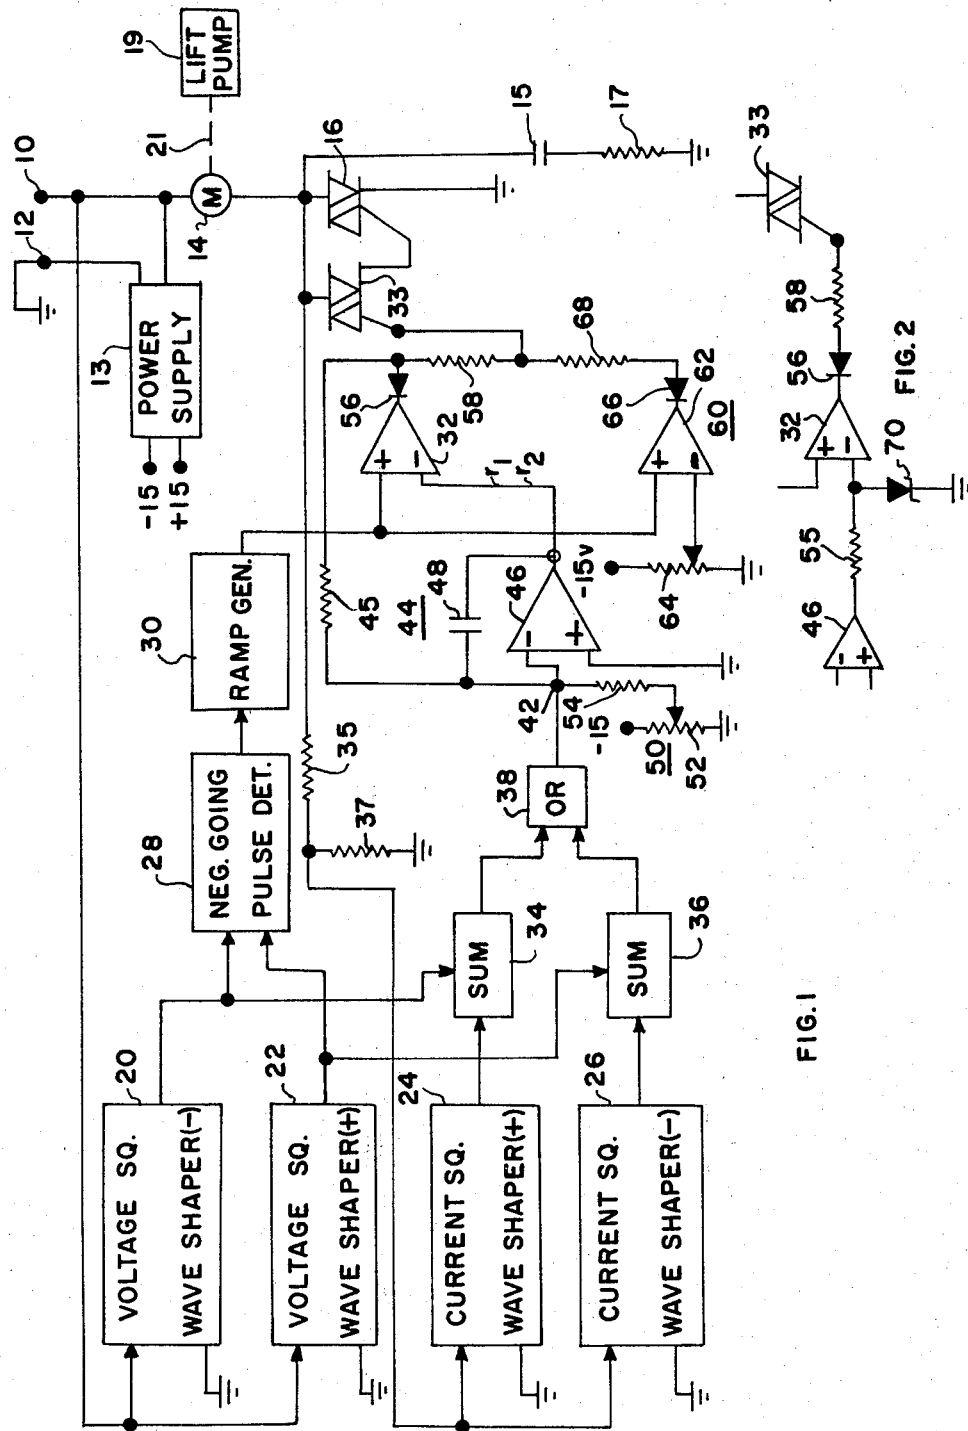 10
12
13
POWER
SUPPLY
-15
+15
14
M
21
19
LIFT
PUMP
16
33
15
17
20
VOLTAGE SQ.
WAVE SHAPER(-)
22
VOLTAGE SQ.
WAVE SHAPER(+)
24
CURRENT SQ.
WAVE SHAPER(+)
26
CURRENT SQ.
WAVE SHAPER(-)
28
NEG. GOING
PULSE DET.
30
RAMP GEN.
35
37
SUM
34
SUM
36
38
OR
42
45
44
48
46
-
+
-15
50
52
54
r1
r2
+
-
32
56
58
68
-15v
64
+
-
66
62
60
FIG. 1
46
-
+
55
70
32
+
-
56
58
33
FIG. 2